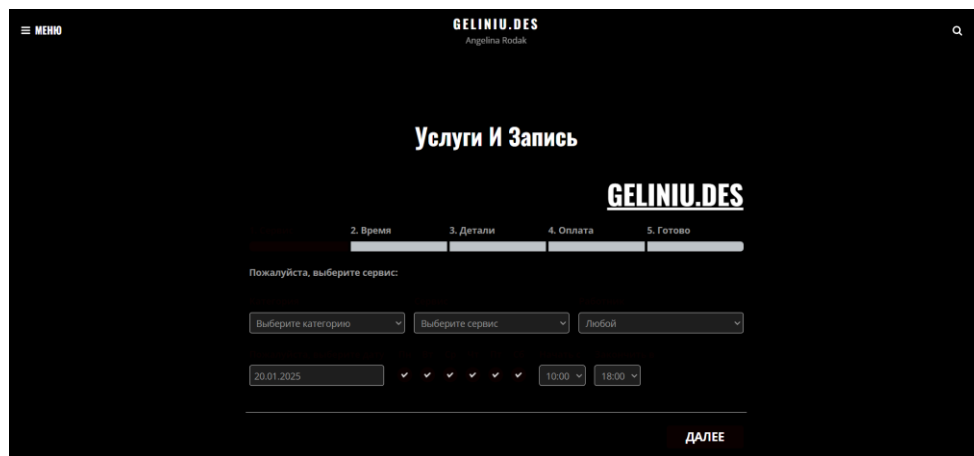 МЕНЮ
GELINIU.DES
Angelina Rodak
Услуги И Запись
GELINIU.DES
2. Время 3. Детали 4. Оплата 5. Готово
Пожалуйста, выберите сервис:
Выберите категорию Выберите сервис Любой
20.01.2025 10:00 18:00
ДАЛЕЕ